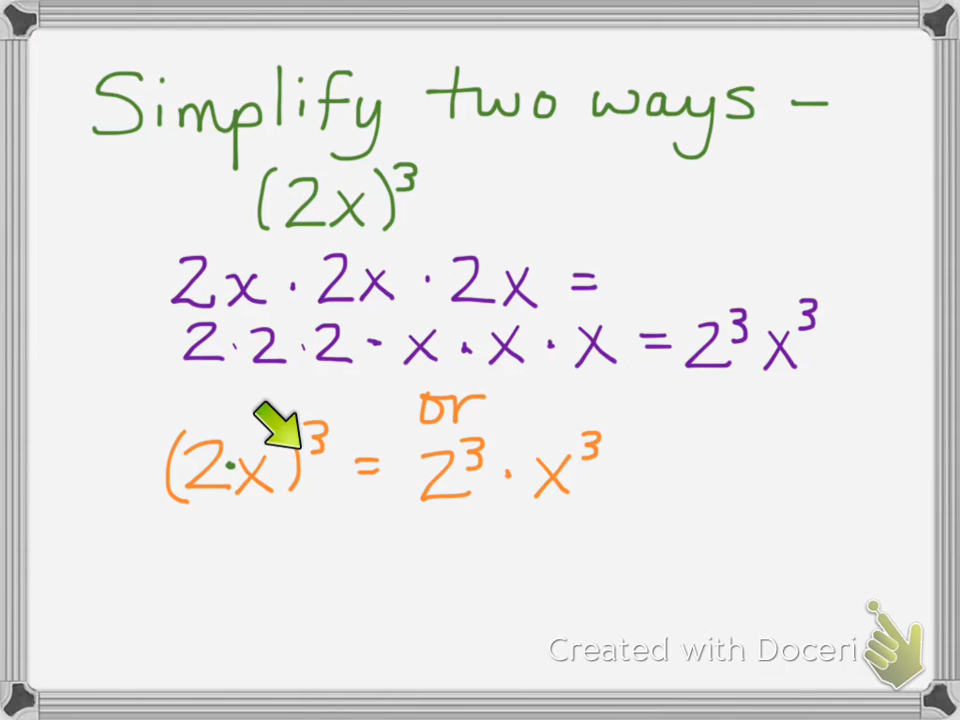 Simplify two ways –
(2x)³
2x · 2x · 2x =
2·2·2 · x · x · x = 2³x³
or
(2·x)³ = 2³ · x³
Created with Doceri